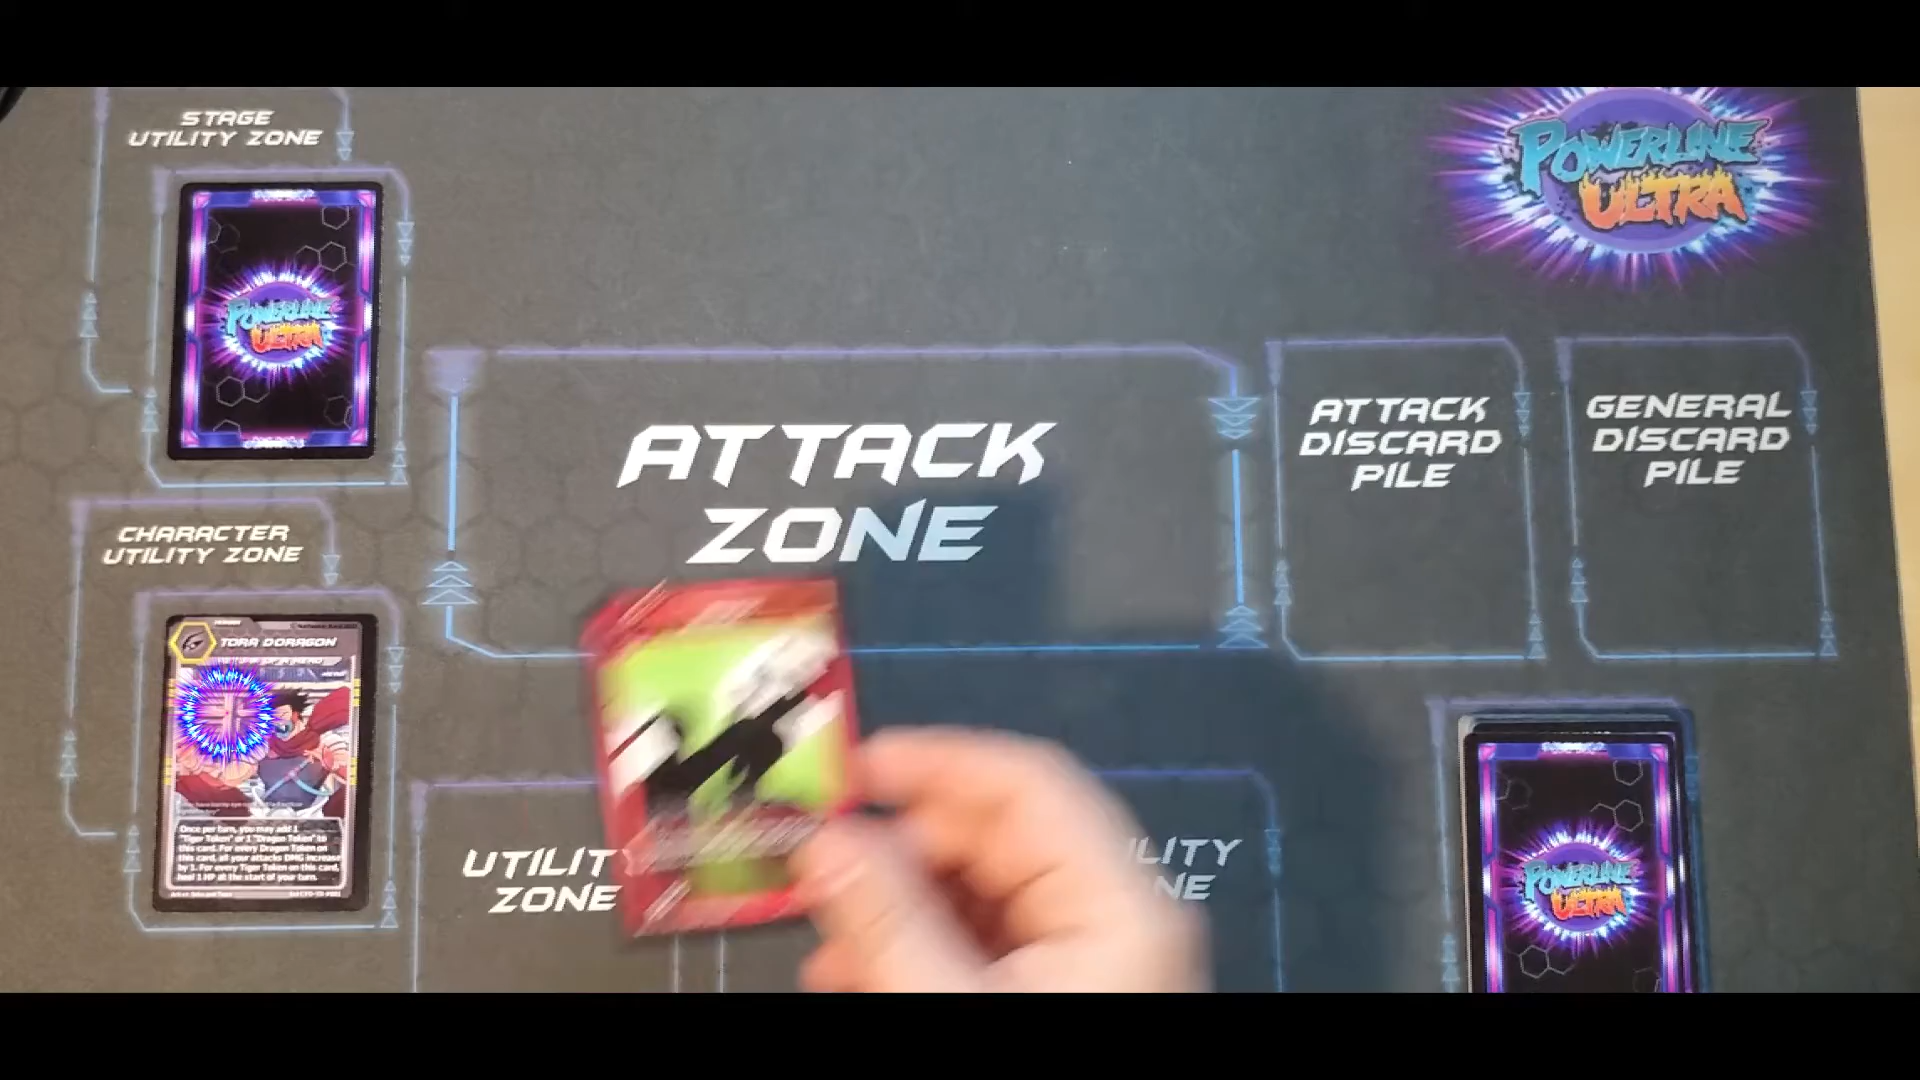 STAGE
UTILITY ZONE
POWERLINE
ULTRA
POWERLINE
ULTRA
ATTACK
ZONE
ATTACK
DISCARD
PILE
GENERAL
DISCARD
PILE
CHARACTER
UTILITY ZONE
TORA DORAGON
Once per turn, you may add 1
"Tiger Token" or 1 "Dragon Token" to
this card. For every Dragon Token on
this card, all your attacks DMG increase
by 1. For every Tiger Token on this card,
heal 1 HP at the start of your turn.
UTILITY
ZONE
ILITY
NE
POWERLINE
ULTRA